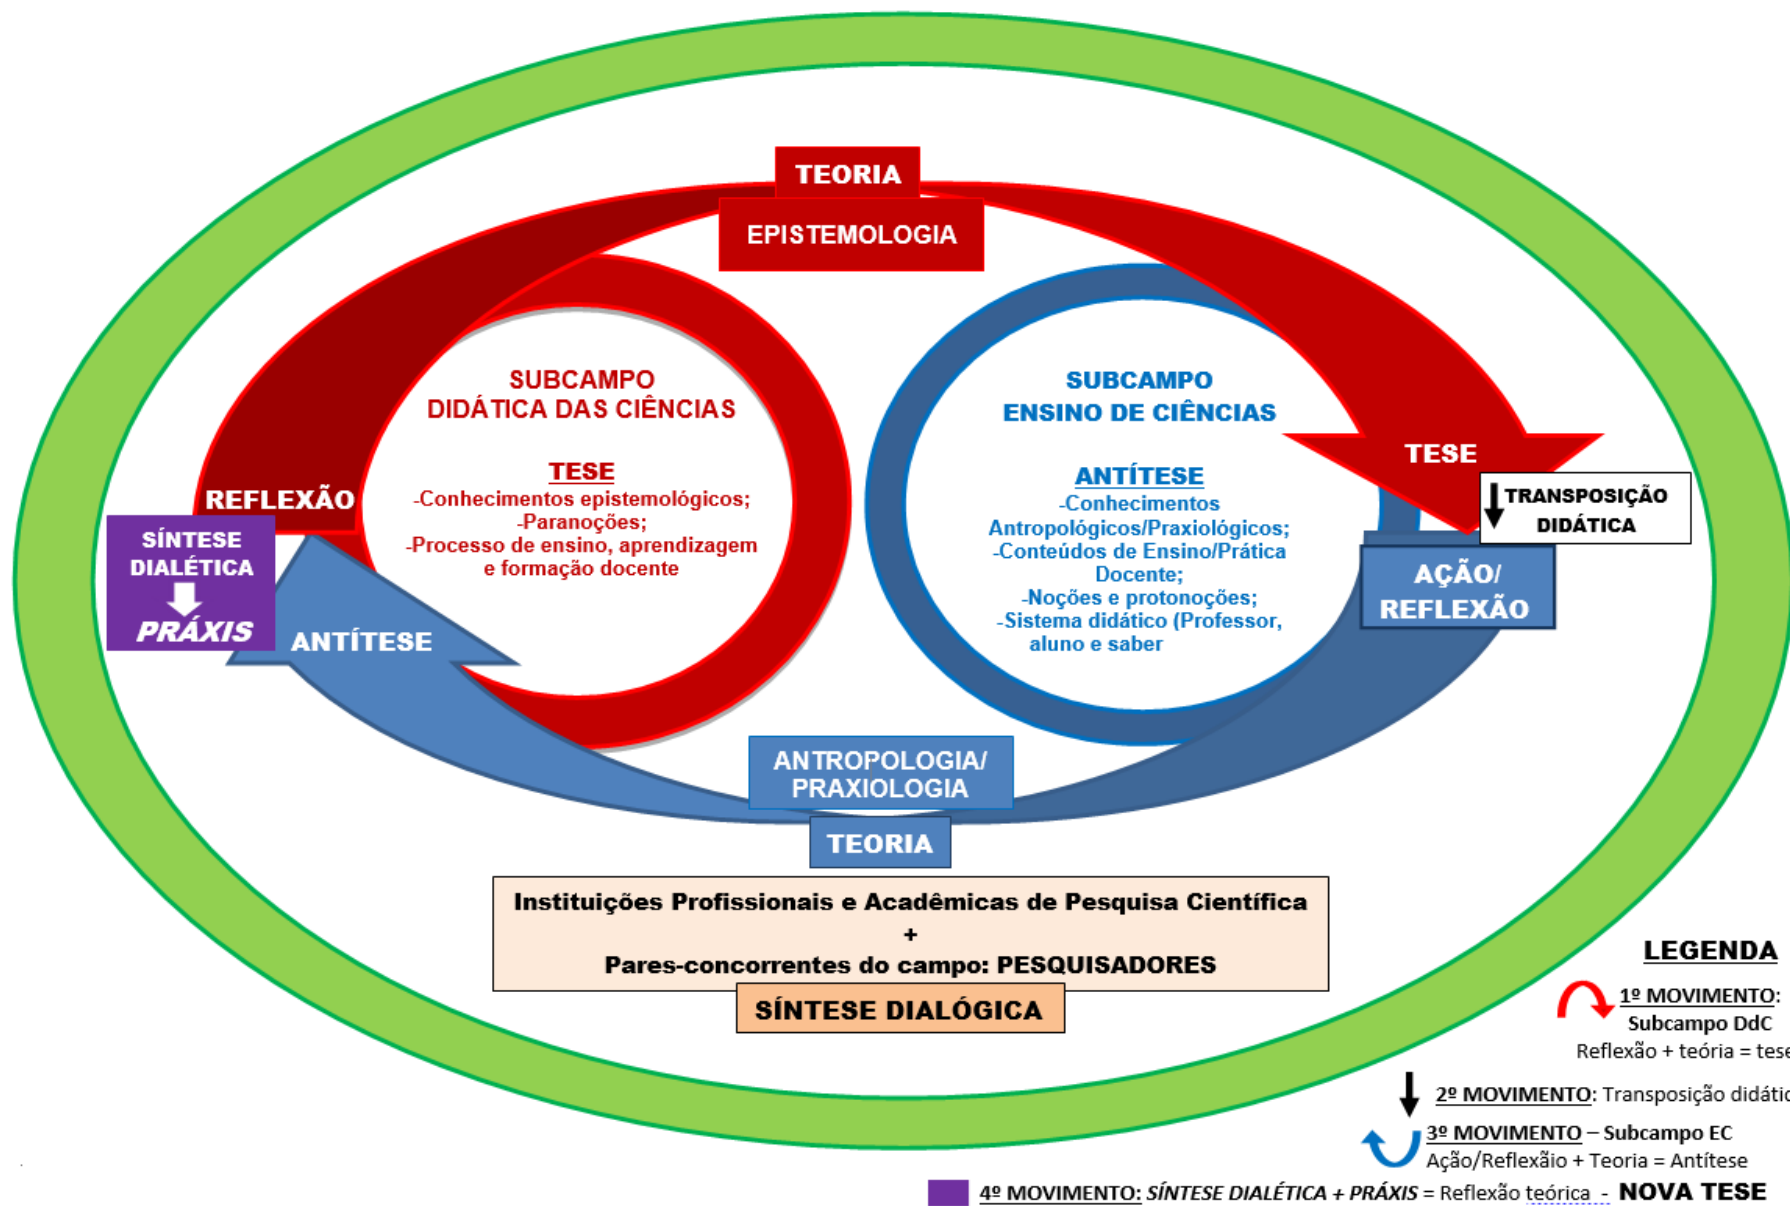 TEORIA
EPISTEMOLOGIA
SUBCAMPO
DIDÁTICA DAS CIÊNCIAS
TESE
-Conhecimentos epistemológicos;
-Paranoções;
-Processo de ensino, aprendizagem
e formação docente
SUBCAMPO
ENSINO DE CIÊNCIAS
ANTÍTESE
-Conhecimentos
Antropológicos/Praxiológicos;
-Conteúdos de Ensino/Prática
Docente;
-Noções e protonoções;
-Sistema didático (Professor,
aluno e saber
TESE
TRANSPOSIÇÃO
DIDÁTICA
AÇÃO/
REFLEXÃO
REFLEXÃO
SÍNTESE
DIALÉTICA
PRÁXIS
ANTÍTESE
ANTROPOLOGIA/
PRAXIOLOGIA
TEORIA
Instituições Profissionais e Acadêmicas de Pesquisa Científica
+
Pares-concorrentes do campo: PESQUISADORES
SÍNTESE DIALÓGICA
LEGENDA
1º MOVIMENTO:
Subcampo DdC
Reflexão + teória = tese
2º MOVIMENTO: Transposição didátic
3º MOVIMENTO – Subcampo EC
Ação/Reflexãio + Teoria = Antítese
4º MOVIMENTO: SÍNTESE DIALÉTICA + PRÁXIS = Reflexão teórica - NOVA TESE